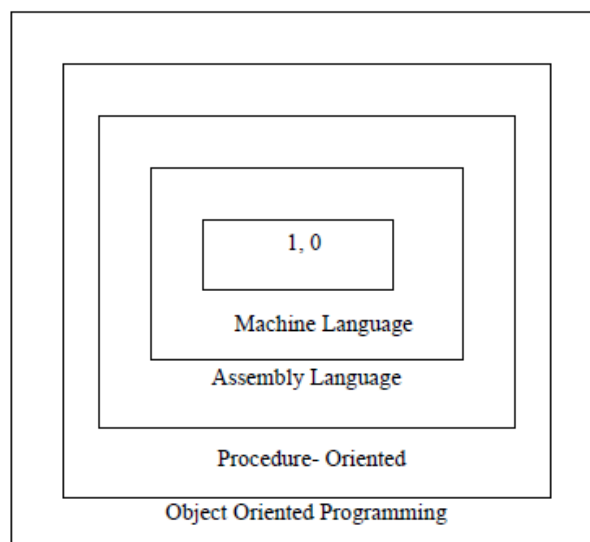 1, 0
Machine Language
Assembly Language
Procedure- Oriented
Object Oriented Programming